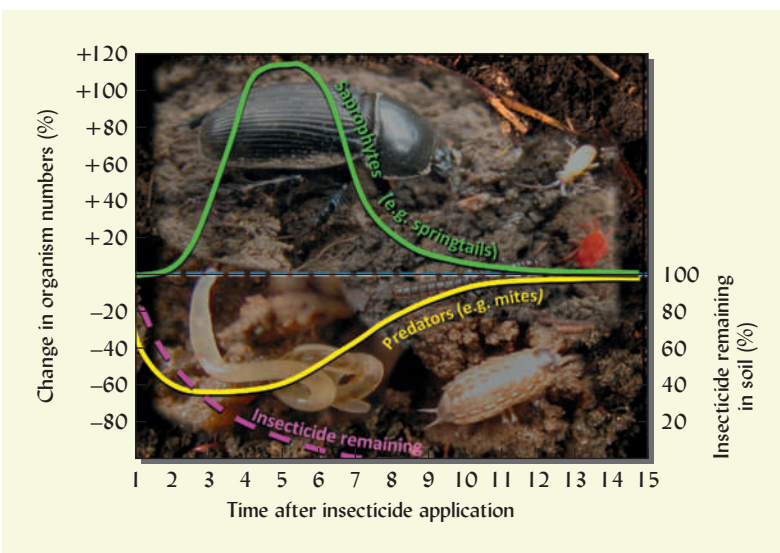 +120
+100
+80
+60
+40
+20
–20
–40
–60
–80
Change in organism numbers (%)
Saprophytes (e.g. springtails)
Predators (e.g. mites)
Insecticide remaining
100
80
60
40
20
Insecticide remaining
in soil (%)
1 2 3 4 5 6 7 8 9 10 11 12 13 14 15
Time after insecticide application